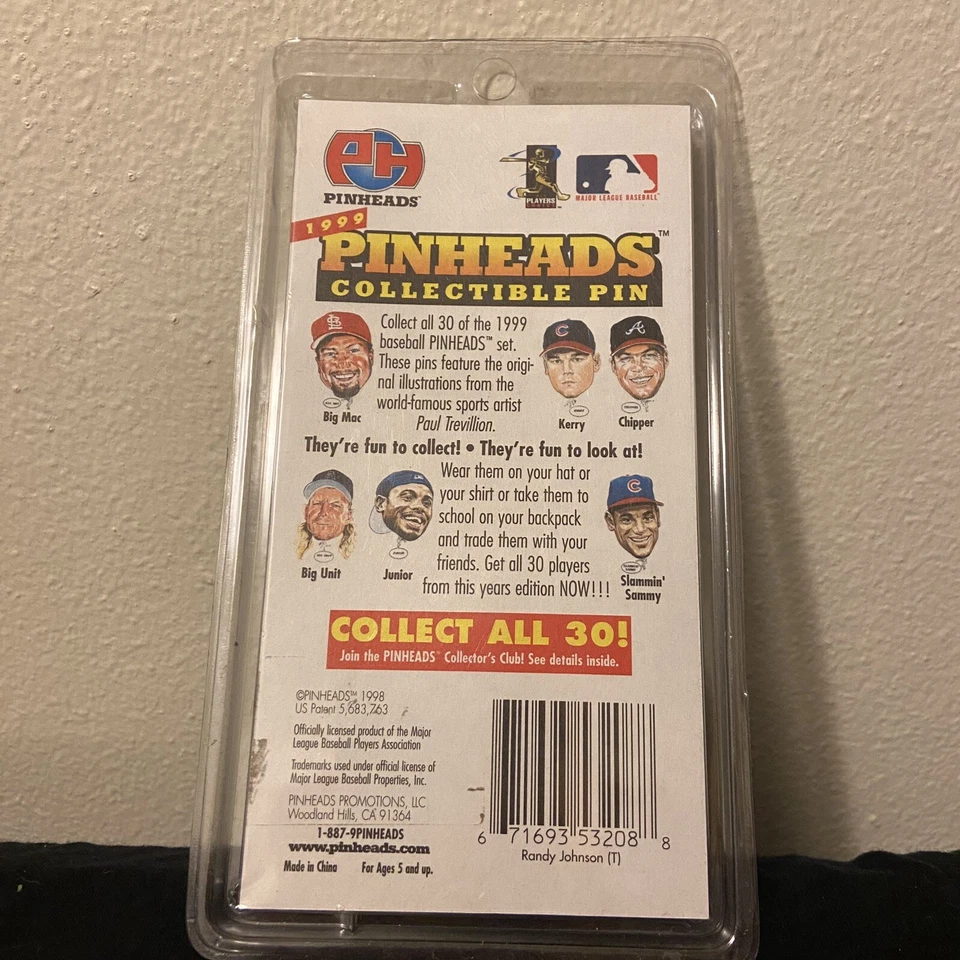 PH
PINHEADS™
PLAYERS
CHOICE™
MAJOR LEAGUE BASEBALL™
1999
PINHEADS™
COLLECTIBLE PIN
Collect all 30 of the 1999
baseball PINHEADS™ set.
These pins feature the origi-
nal illustrations from the
world-famous sports artist
Paul Trevillion.
Big Mac
Kerry
Chipper
They're fun to collect! • They're fun to look at!
Wear them on your hat or
your shirt or take them to
school on your backpack
and trade them with your
friends. Get all 30 players
from this years edition NOW!!!
Big Unit
Junior
Slammin'
Sammy
COLLECT ALL 30!
Join the PINHEADS™ Collector's Club! See details inside.
©PINHEADS™ 1998
US Patent 5,683,763
Officially licensed product of the Major
League Baseball Players Association
Trademarks used under official license of
Major League Baseball Properties, Inc.
PINHEADS PROMOTIONS, LLC
Woodland Hills, CA 91364
1-887-9PINHEADS
www.pinheads.com
Made in China For Ages 5 and up.
6 71693 53208 8
Randy Johnson (T)